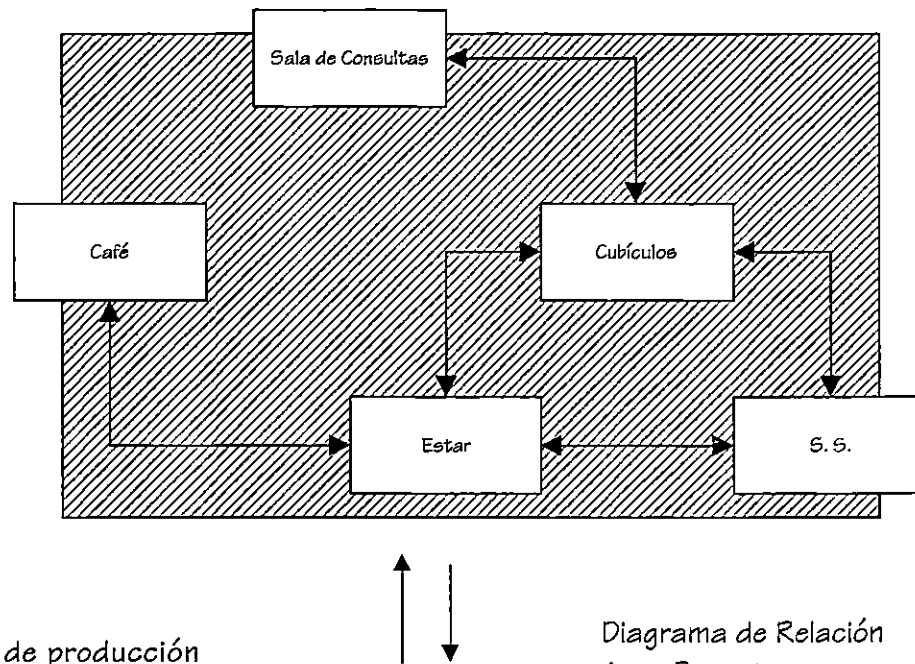 Sala de Consultas
Café
Cubículos
Estar
S. S.
de producción
Diagrama de Relación